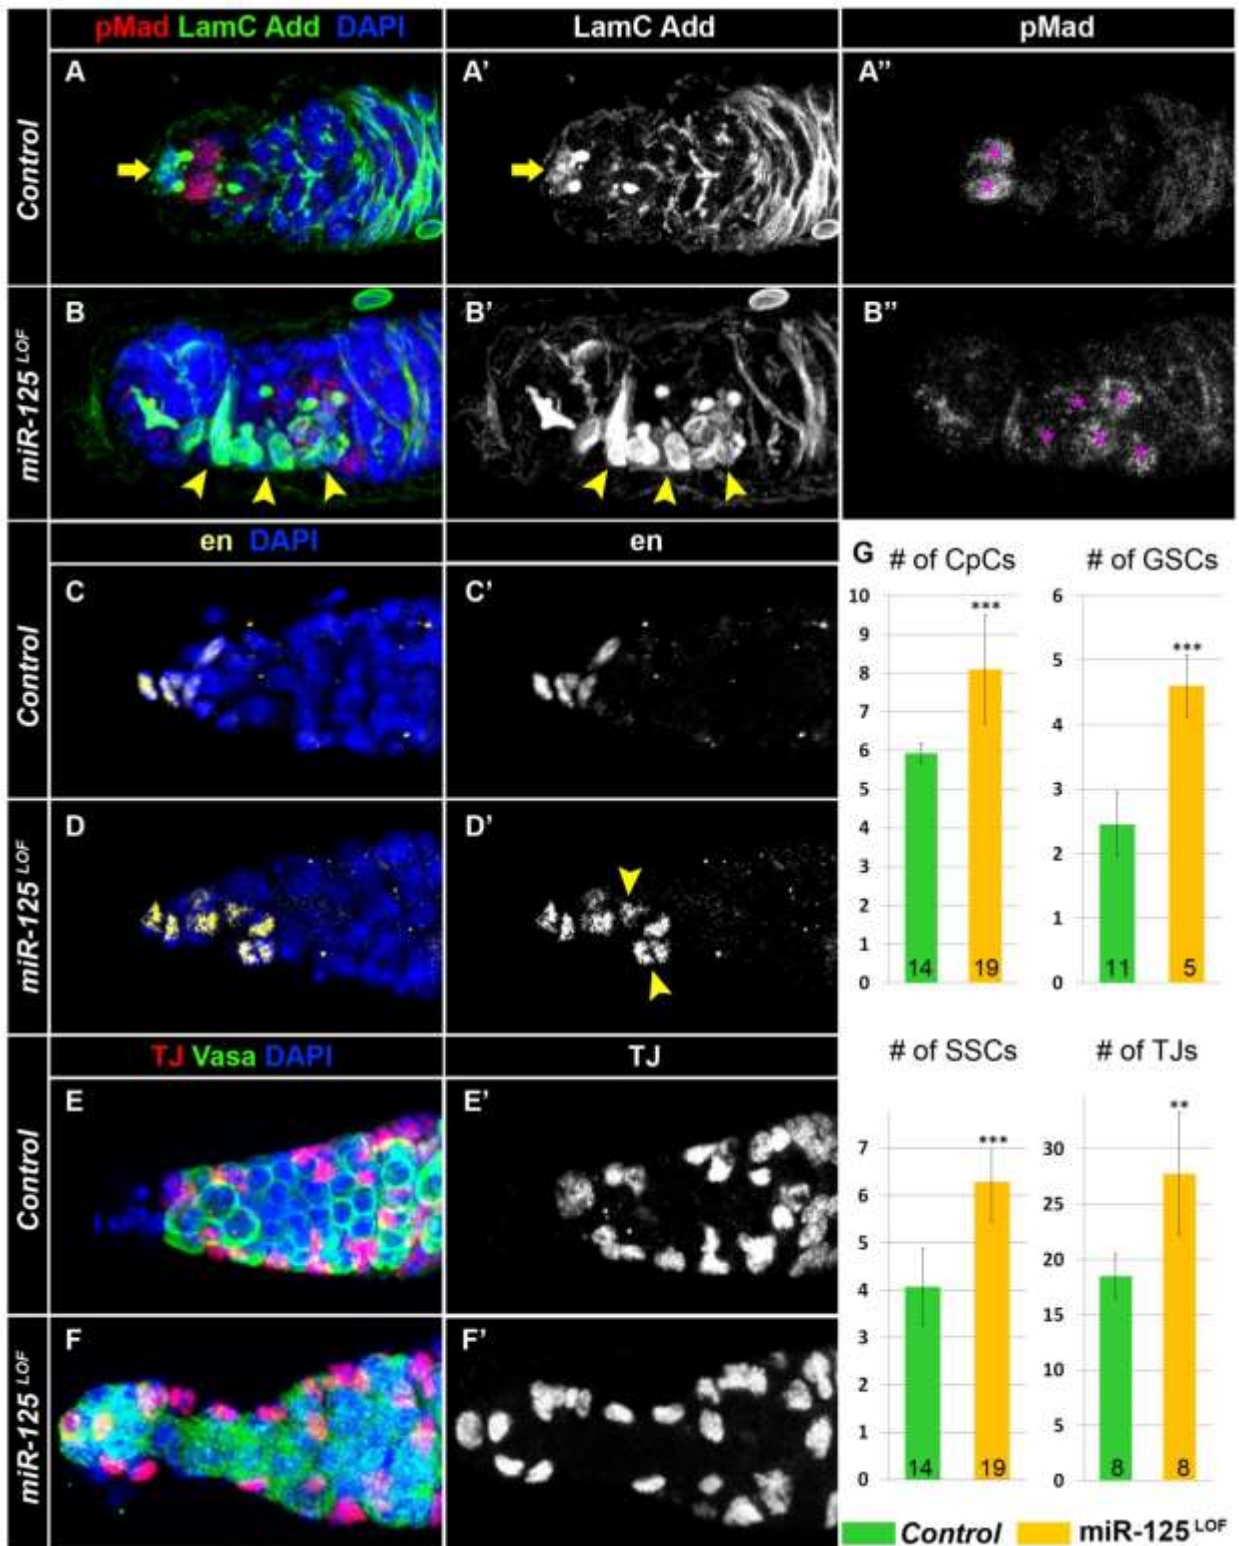 pMad LamC Add DAPI
LamC Add
pMad
Control
A
A'
A"
miR-125 LOF
B
B'
B"
en DAPI
en
Control
C
C'
miR-125 LOF
D
D'
TJ Vasa DAPI
TJ
Control
E
E'
miR-125 LOF
F
F'
G
# of CpCs
10
9
8
7
6
5
4
3
2
1
0
***
14
19
# of GSCs
6
5
4
3
2
1
0
***
11
5
# of SSCs
7
6
5
4
3
2
1
0
***
14
19
# of TJs
30
25
20
15
10
5
0
**
8
8
Control miR-125 LOF